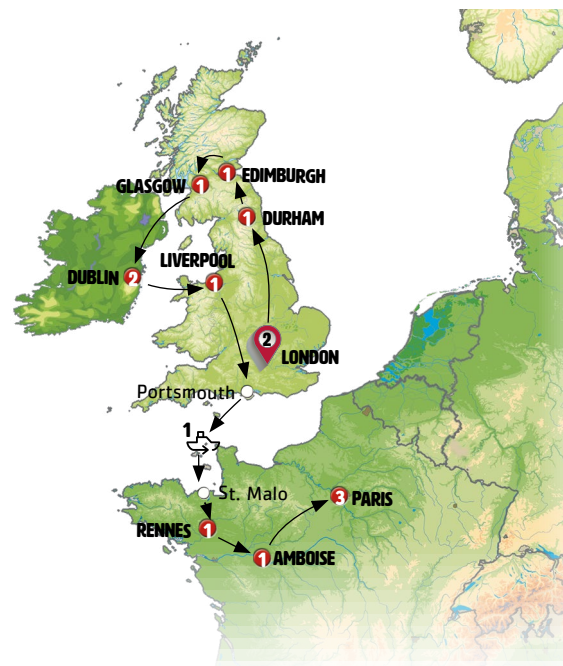 1 EDIMBURGH
GLASGOW 1
1 DURHAM
LIVERPOOL
DUBLIN 2
1
2
LONDON
Portsmouth
1
St. Malo
3 PARIS
RENNES 1
1 AMBOISE